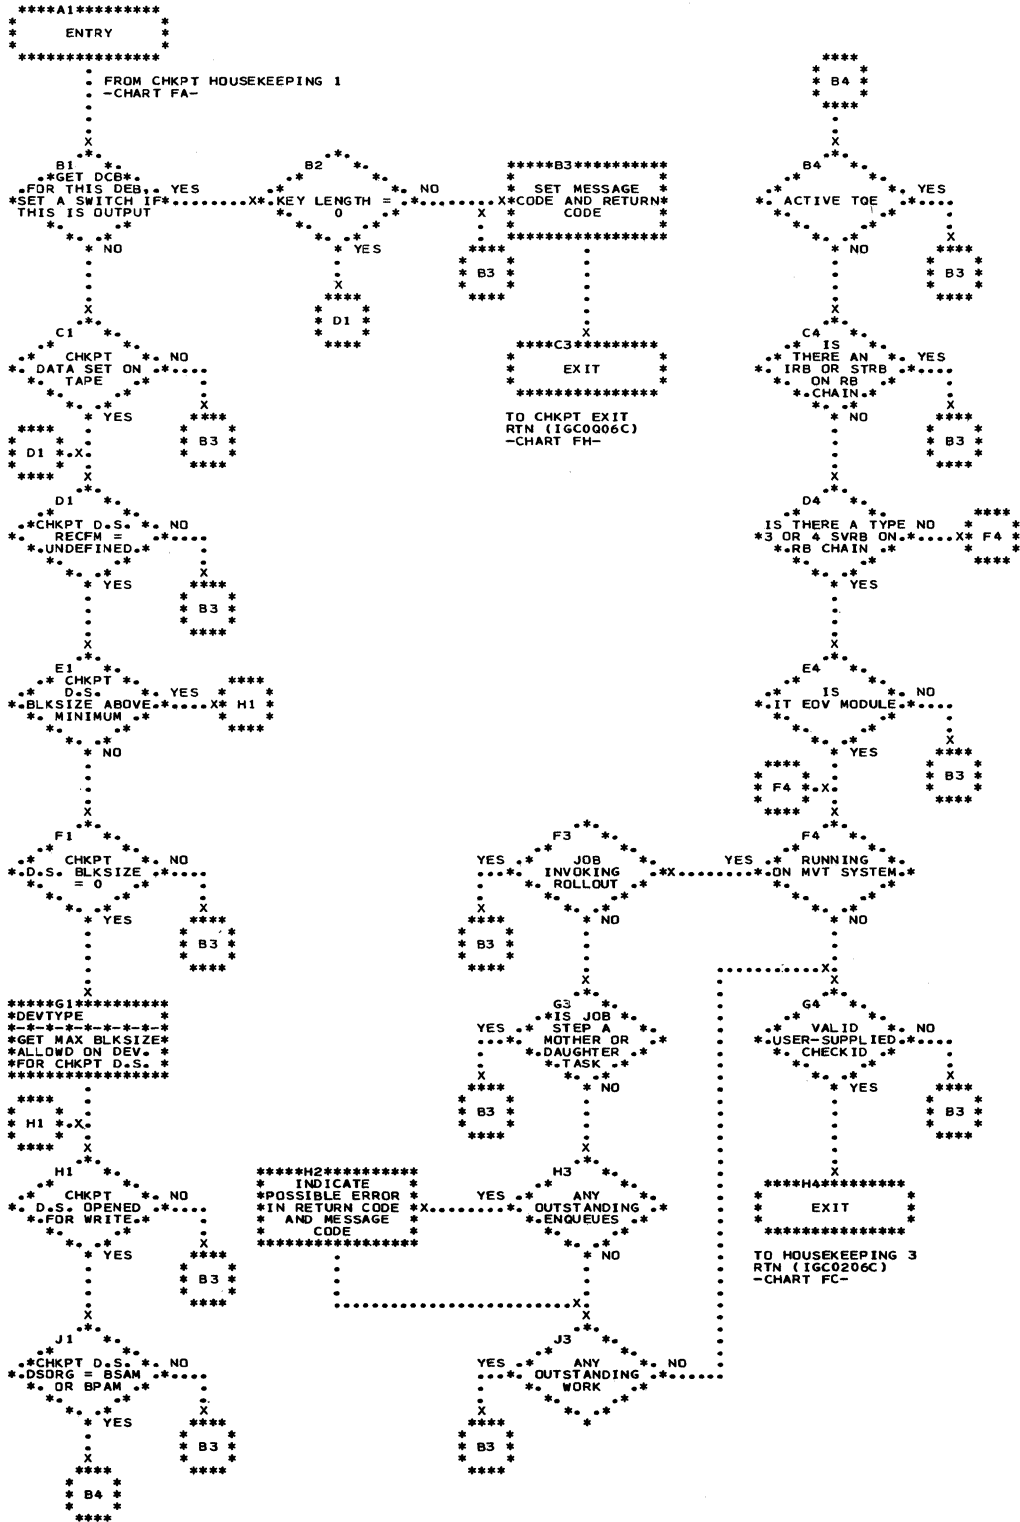 ****A1*********
ENTRY
FROM CHKPT HOUSEKEEPING 1
-CHART FA-
B1
GET DCB
FOR THIS DEB,
SET A SWITCH IF
THIS IS OUTPUT
YES
NO
B2
KEY LENGTH =
0
NO
YES
D1
B3
*****B3**********
SET MESSAGE
CODE AND RETURN
CODE
****C3*********
EXIT
TO CHKPT EXIT
RTN (IGC0Q06C)
-CHART FH-
C1
CHKPT
DATA SET ON
TAPE
NO
YES
B3
D1
D1
CHKPT D.S.
RECFM =
UNDEFINED
NO
YES
B3
E1
CHKPT
D.S.
BLKSIZE ABOVE
MINIMUM
YES
H1
NO
F1
CHKPT
D.S. BLKSIZE
= 0
NO
YES
B3
*****G1**********
*DEVTYPE *
*-*-*-*-*-*-*-*-*
*GET MAX BLKSIZE*
*ALLOWD ON DEV. *
*FOR CHKPT D.S. *
H1
H1
CHKPT
D.S. OPENED
FOR WRITE
NO
YES
B3
J1
CHKPT D.S.
DSORG = BSAM
OR BPAM
NO
YES
B3
B4
*****H2**********
INDICATE
POSSIBLE ERROR
IN RETURN CODE
AND MESSAGE
CODE
F3
JOB
INVOKING
ROLLOUT
YES
NO
B3
G3
IS JOB
STEP A
MOTHER OR
DAUGHTER
TASK
YES
NO
B3
H3
ANY
OUTSTANDING
ENQUEUES
YES
NO
J3
ANY
OUTSTANDING
WORK
YES
NO
B3
B4
B4
ACTIVE TQE
YES
NO
B3
C4
IS
THERE AN
IRB OR STRB
ON RB
CHAIN
YES
NO
B3
D4
IS THERE A TYPE
3 OR 4 SVRB ON
RB CHAIN
NO
F4
YES
E4
IS
IT EOV MODULE
NO
YES
B3
F4
F4
RUNNING
ON MVT SYSTEM
YES
NO
G4
VALID
USER-SUPPLIED
CHECKID
NO
YES
B3
****H4*********
EXIT
TO HOUSEKEEPING 3
RTN (IGC0206C)
-CHART FC-